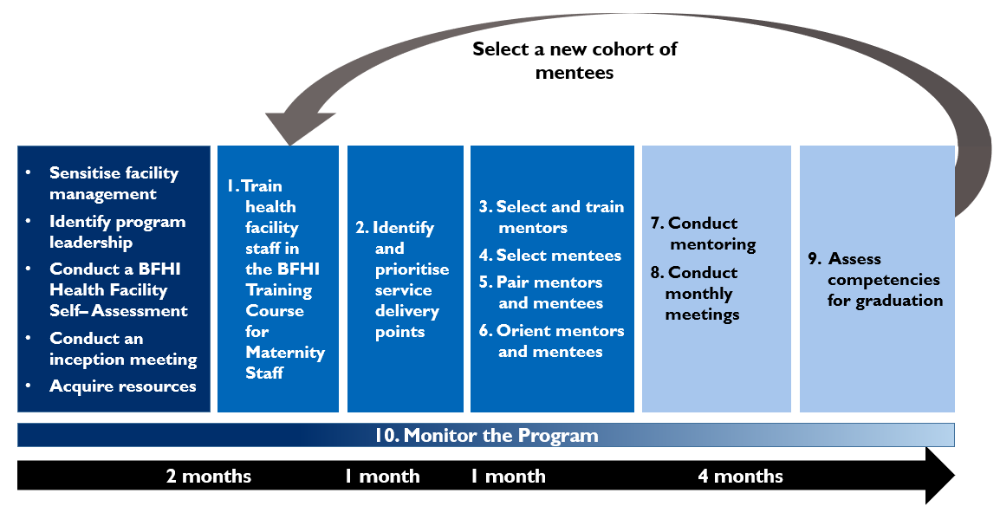 Select a new cohort of
mentees
• Sensitise facility
management
• Identify program
leadership
• Conduct a BFHI
Health Facility
Self– Assessment
• Conduct an
inception meeting
• Acquire resources
1. Train
health
facility
staff in
the BFHI
Training
Course
for
Maternity
Staff
2. Identify
and
prioritise
service
delivery
points
3. Select and train
mentors
4. Select mentees
5. Pair mentors
and mentees
6. Orient mentors
and mentees
7. Conduct
mentoring
8. Conduct
monthly
meetings
9. Assess
competencies
for graduation
10. Monitor the Program
2 months
1 month
1 month
4 months